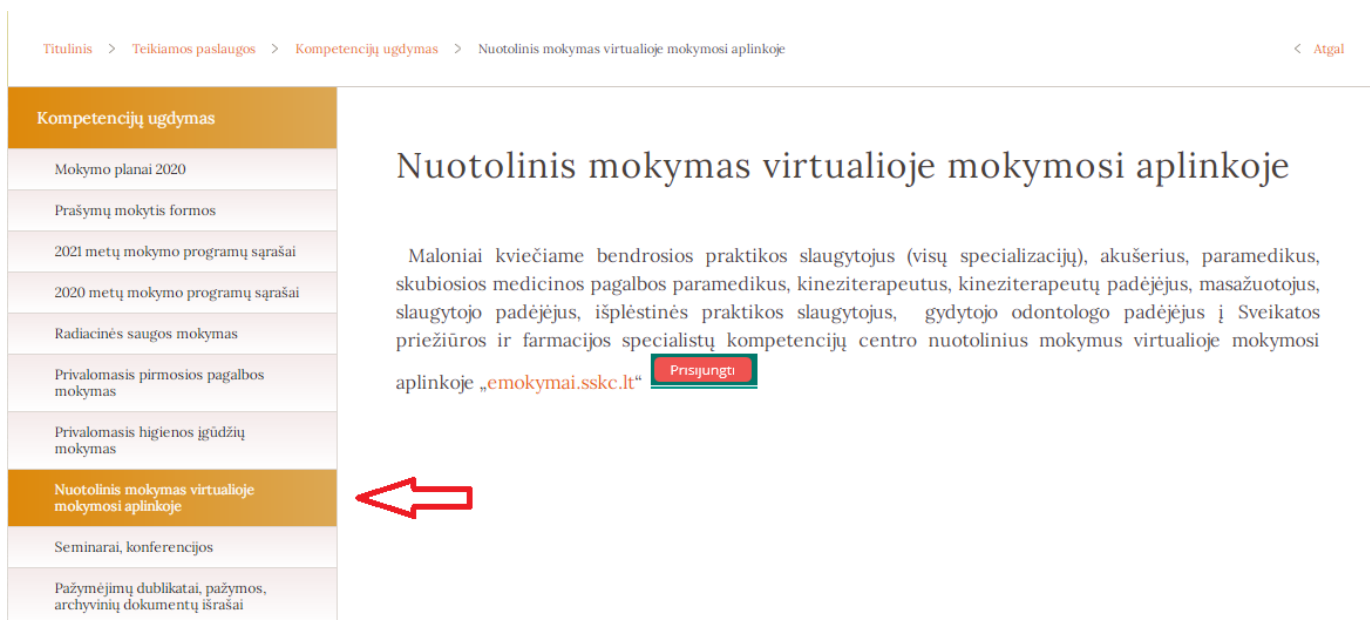 Titulinis > Teikiamos paslaugos > Kompetencijų ugdymas > Nuotolinis mokymas virtualioje mokymosi aplinkoje < Atgal
Kompetencijų ugdymas
Mokymo planai 2020
Prašymų mokytis formos
2021 metų mokymo programų sąrašai
2020 metų mokymo programų sąrašai
Radiacinės saugos mokymas
Privalomasis pirmosios pagalbos
mokymas
Privalomasis higienos įgūdžių
mokymas
Nuotolinis mokymas virtualioje
mokymosi aplinkoje
Seminarai, konferencijos
Pažymėjimų dublikatai, pažymos,
archyvinių dokumentų išrašai
Nuotolinis mokymas virtualioje mokymosi aplinkoje
Maloniai kviečiame bendrosios praktikos slaugytojus (visų specializacijų), akušerius, paramedikus,
skubiosios medicinos pagalbos paramedikus, kineziterapeutus, kineziterapeutų padėjėjus, masažuotojus,
slaugytojo padėjėjus, išplėstinės praktikos slaugytojus, gydytojo odontologo padėjėjus į Sveikatos
priežiūros ir farmacijos specialistų kompetencijų centro nuotolinius mokymus virtualioje mokymosi
aplinkoje „emokymai.sskc.lt“ Prisijungti